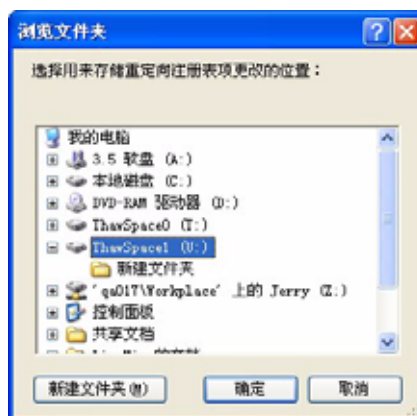 浏览文件夹
选择用来存储重定向注册表项更改的位置：
我的电脑
3.5 软盘 (A:)
本地磁盘 (C:)
DVD-RAM 驱动器 (D:)
ThawSpace0 (T:)
ThawSpace1 (U:)
新建文件夹
'qa017\Workplace' 上的 Jerry (Z:)
控制面板
共享文档
新建文件夹(M)
确定
取消